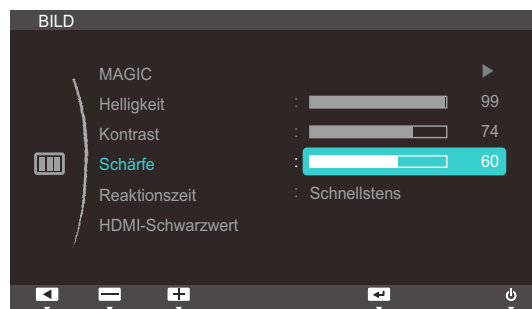 BILD
MAGIC
Helligkeit : 99
Kontrast : 74
Schärfe : 60
Reaktionszeit : Schnellstens
HDMI-Schwarzwert